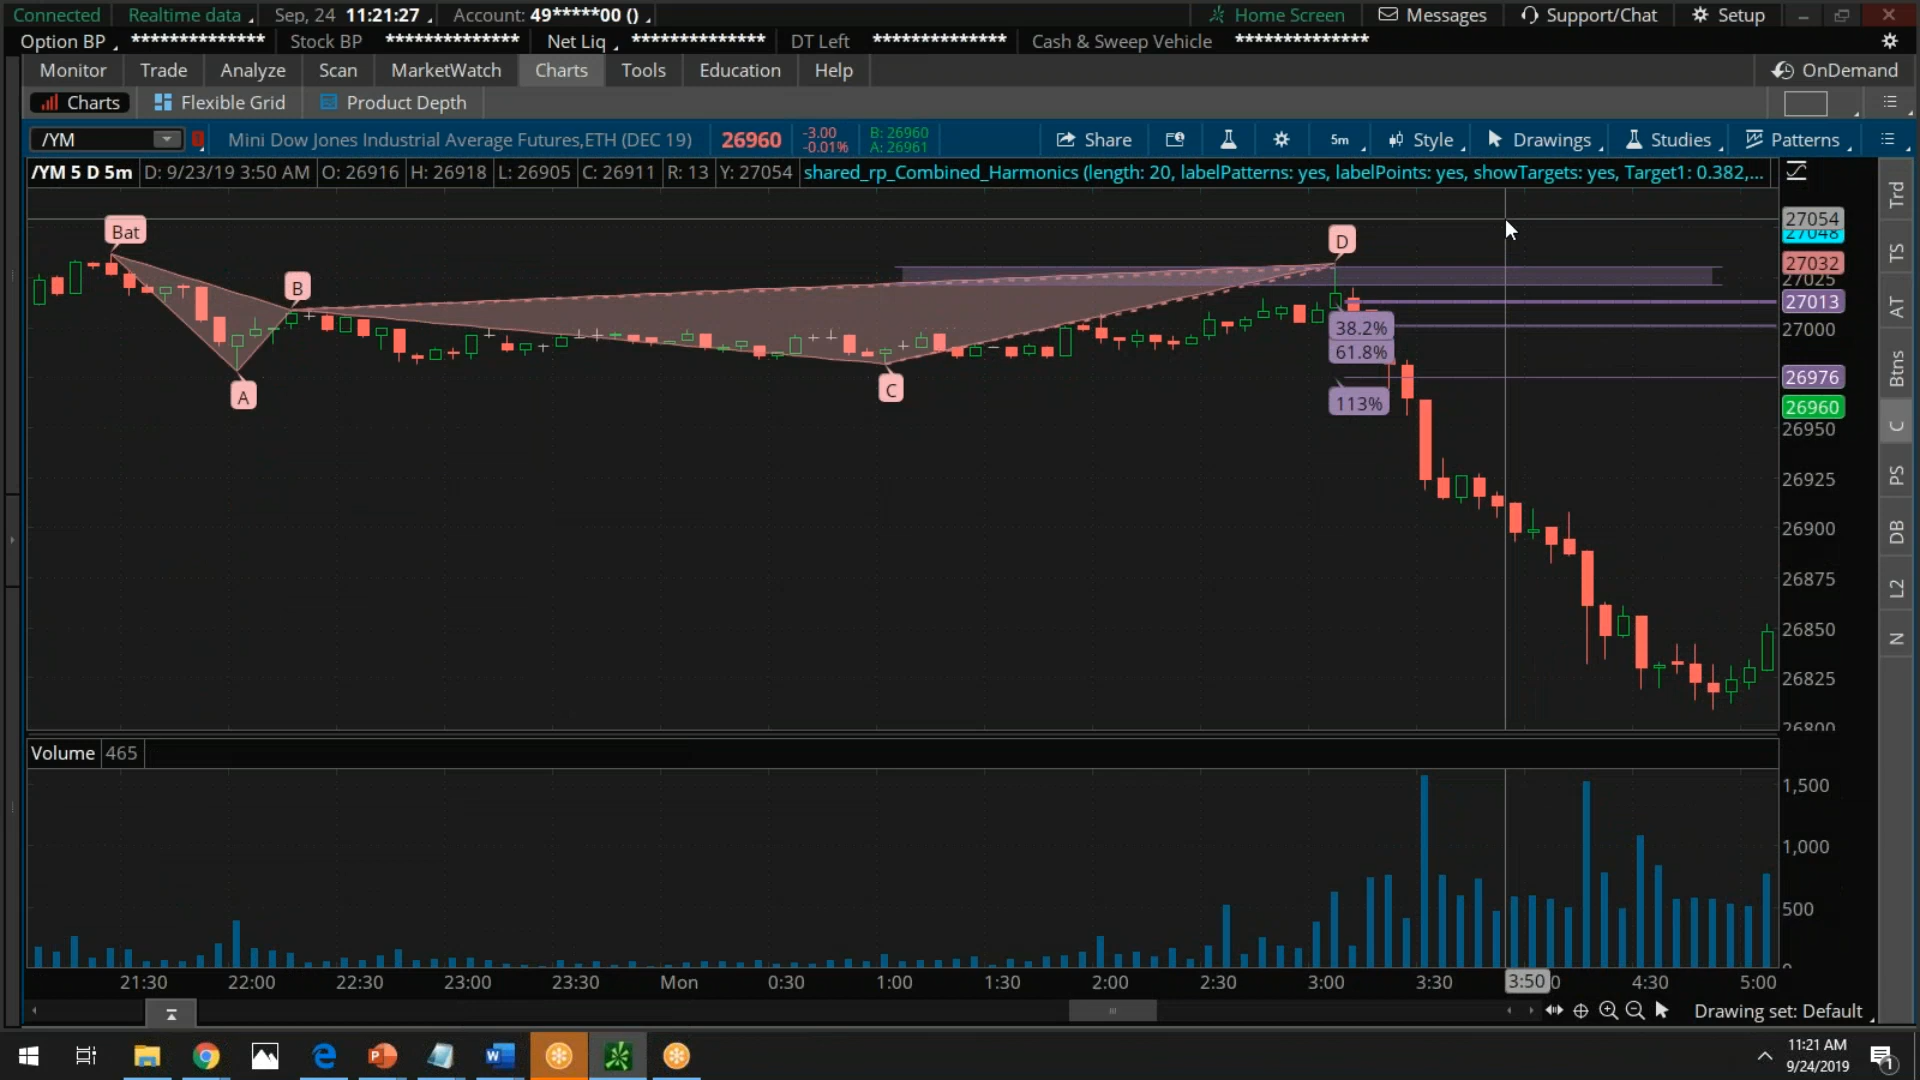 Connected Realtime data Sep, 24 11:21:27 Account: 49*****00 () Home Screen Messages Support/Chat Setup
Option BP ************* Stock BP ************* Net Liq ************* DT Left ************* Cash & Sweep Vehicle *************
Monitor Trade Analyze Scan MarketWatch Charts Tools Education Help OnDemand
Charts Flexible Grid Product Depth
/YM Mini Dow Jones Industrial Average Futures,ETH (DEC 19) 26960 -3.00 -0.01% B: 26960 A: 26961 Share 5m Style Drawings Studies Patterns
/YM 5 D 5m D: 9/23/19 3:50 AM O: 26916 H: 26918 L: 26905 C: 26911 R: 13 Y: 27054 shared_rp_Combined_Harmonics (length: 20, labelPatterns: yes, labelPoints: yes, showTargets: yes, Target1: 0.382,...
Trd
TS
AT
Btns
C
PS
DB
L2
N
Bat
B
A
C
D
38.2%
61.8%
113%
27054
27048
27032
27025
27013
27000
26976
26960
26950
26925
26900
26875
26850
26825
26800
Volume 465
1,500
1,000
500
0
21:30 22:00 22:30 23:00 23:30 Mon 0:30 1:00 1:30 2:00 2:30 3:00 3:30 3:50 4:30 5:00
Drawing set: Default
11:21 AM
9/24/2019
1